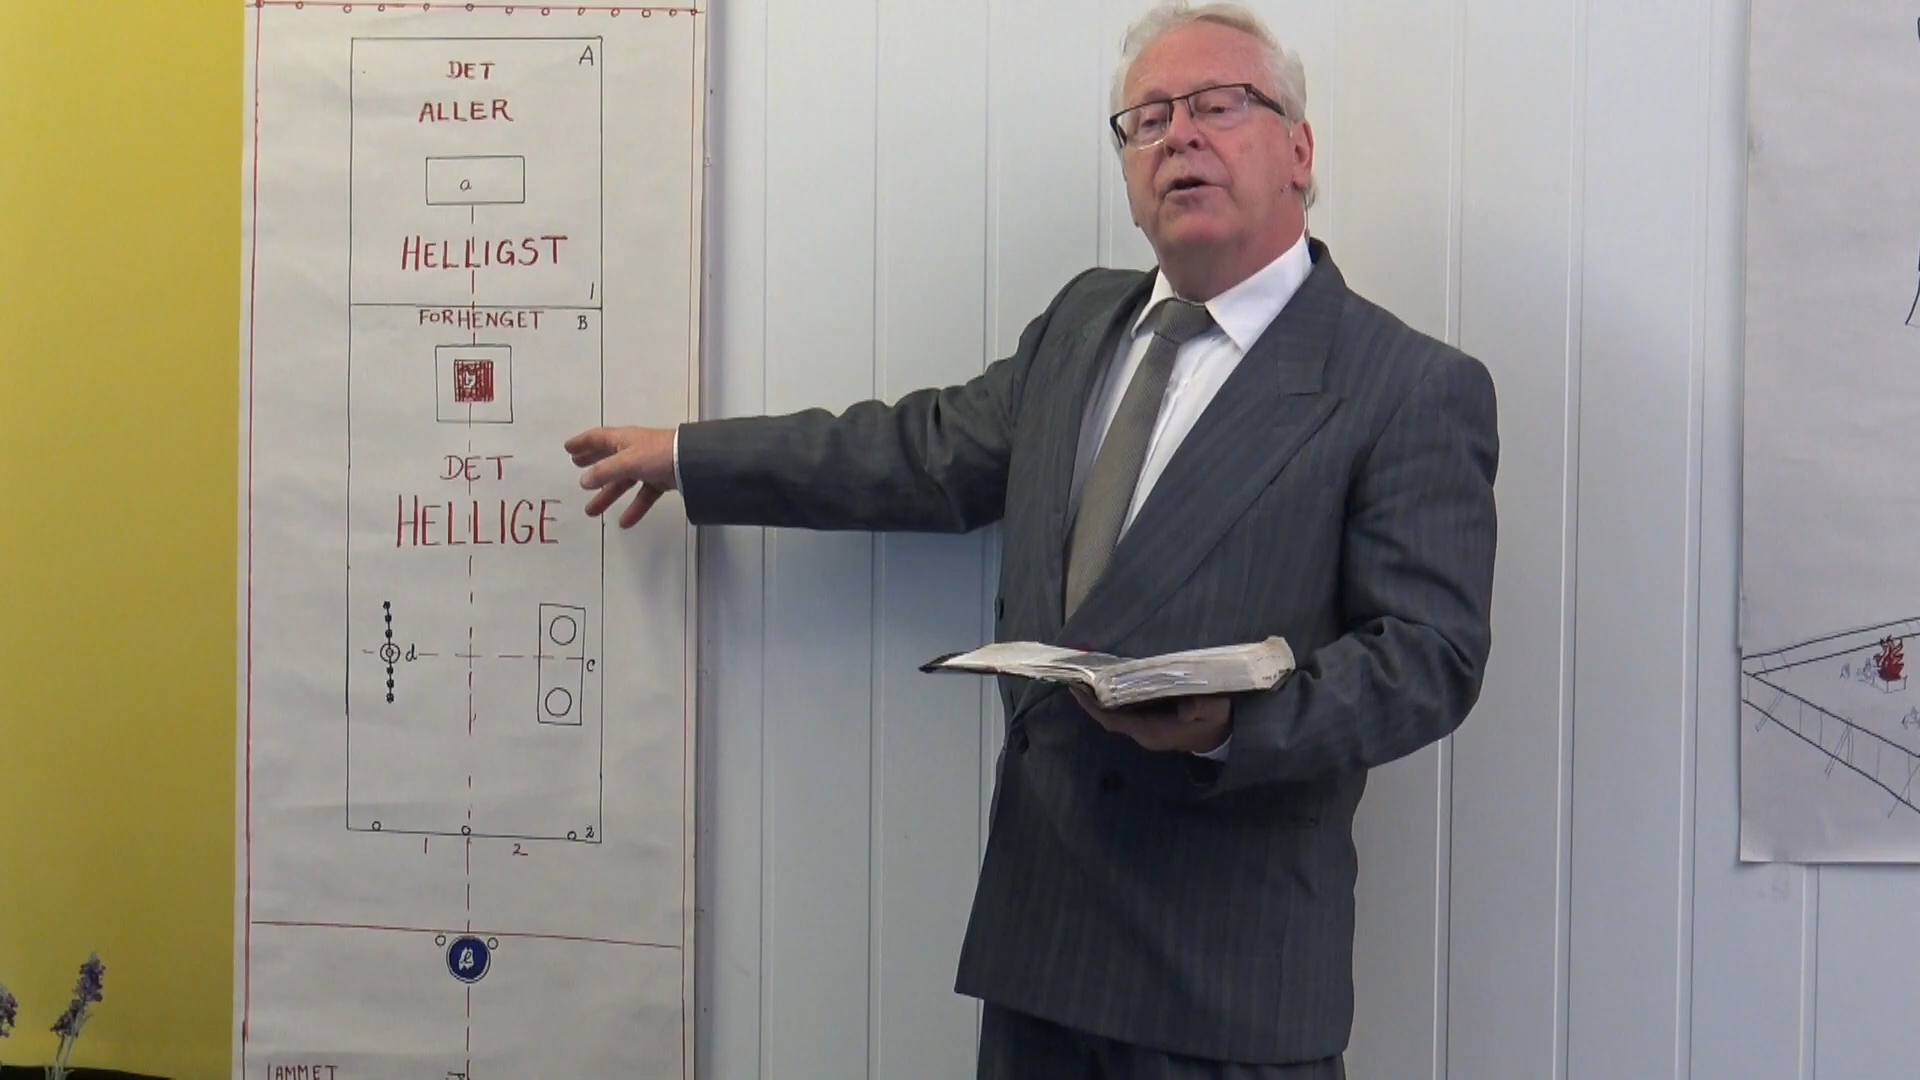 A
DET
ALLER
a
HELLIGST
1
FORHENGET
B
DET
HELLIGE
d
c
2
1 2
e
LAMMET